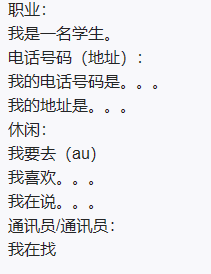 职业：
我是一名学生。
电话号码（地址）：
我的电话号码是。。。
我的地址是。。。
休闲：
我要去（au）
我喜欢。。。
我在说。。。
通讯员/通讯员：
我在找